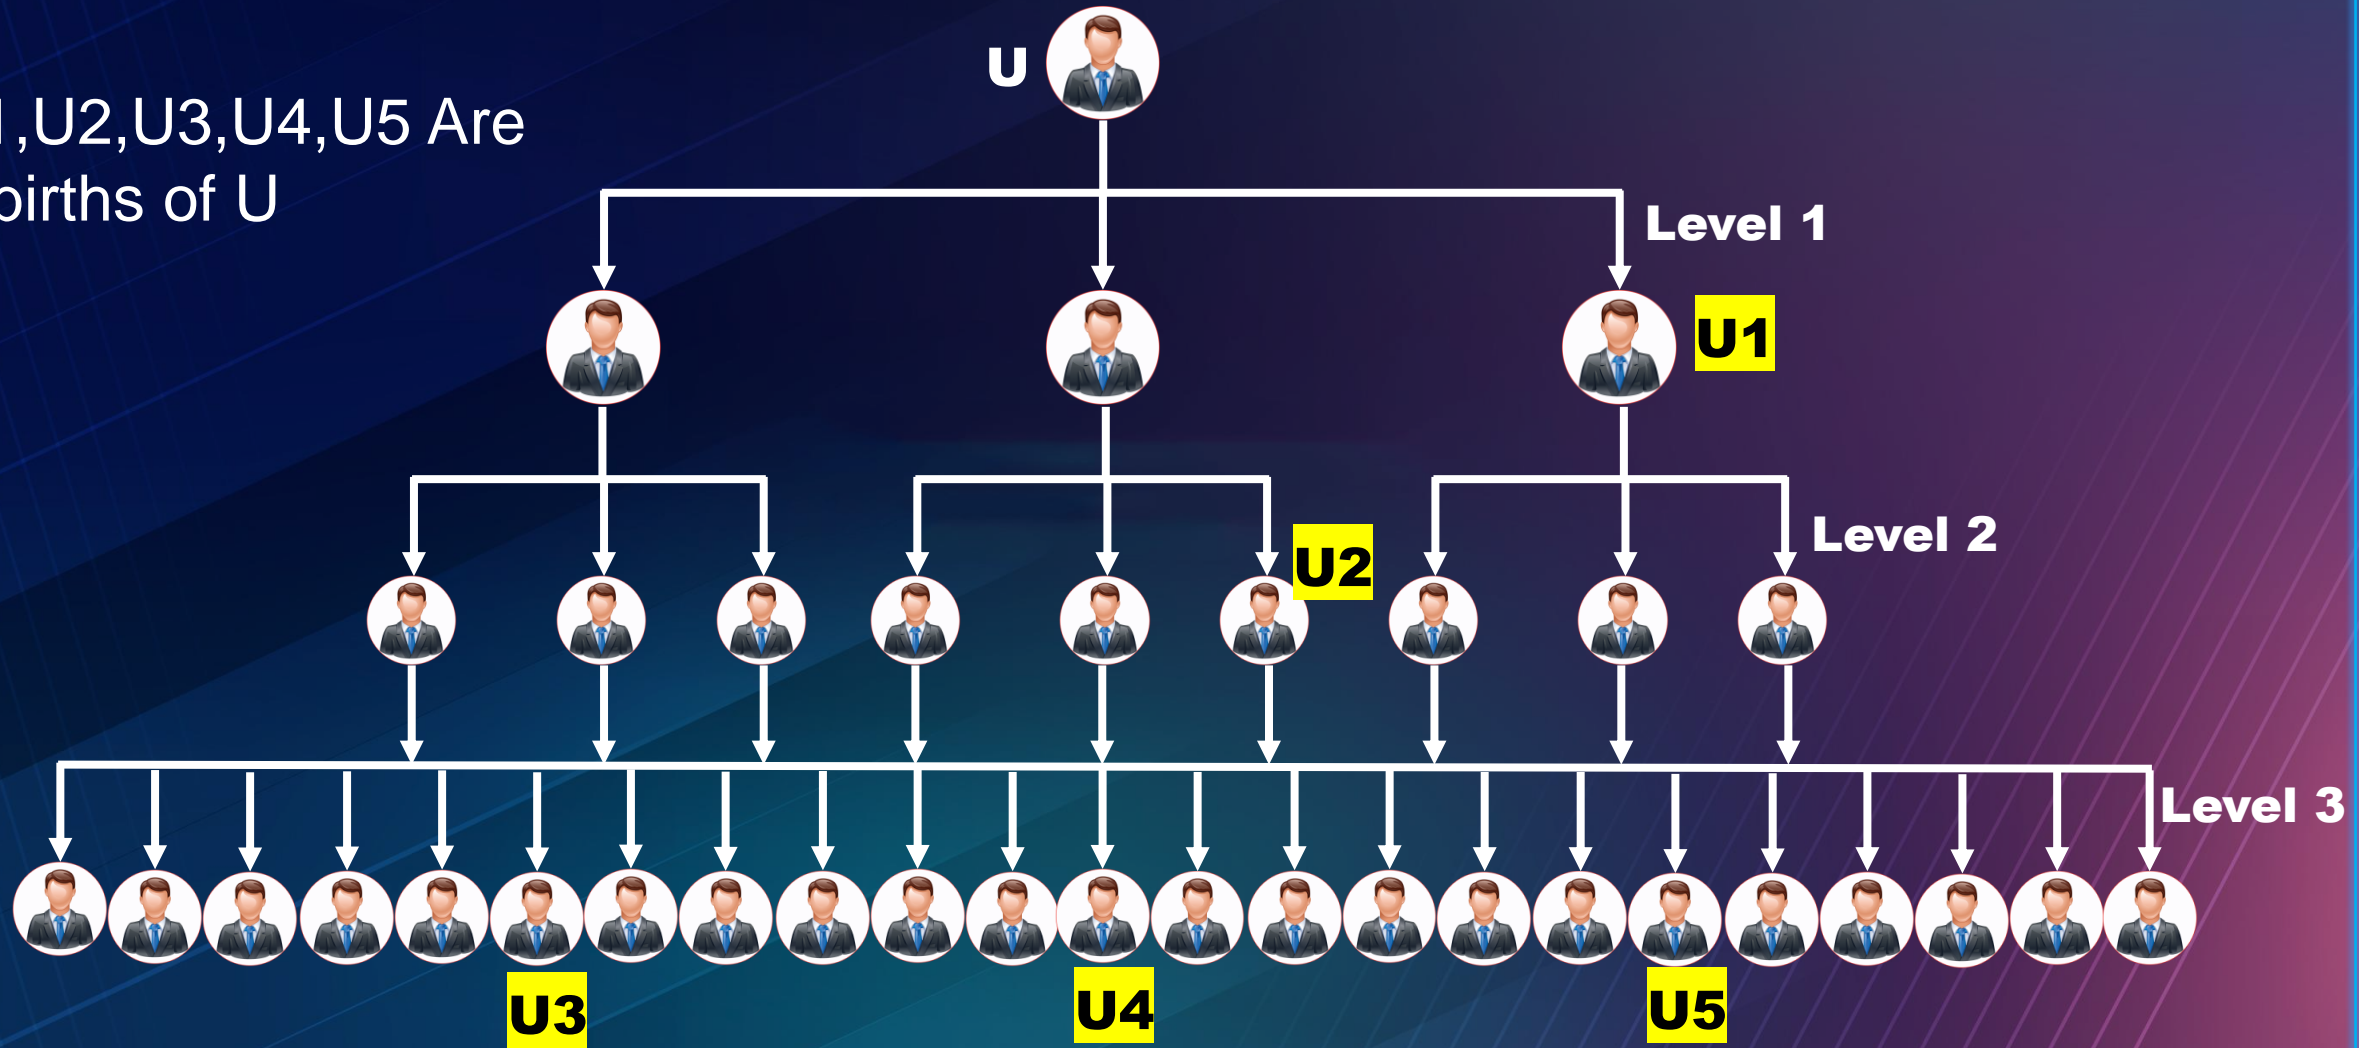 U
,U2,U3,U4,U5 Are
births of U
Level 1
U1
Level 2
U2
Level 3
U3
U4
U5